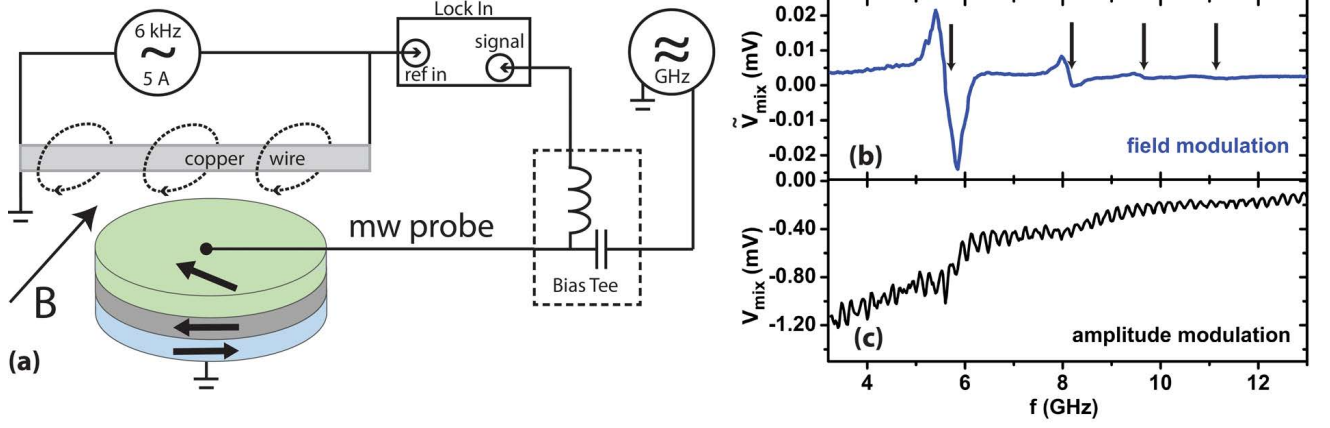 6 kHz
~
5 A
Lock In
ref in
signal
≈
GHz
copper wire
B
mw probe
Bias Tee
(a)
0.02
0.01
0.00
-0.01
-0.02
Ṽmix (mV)
(b)
field modulation
0.00
-0.40
-0.80
-1.20
Vmix (mV)
(c)
amplitude modulation
4 6 8 10 12
f (GHz)